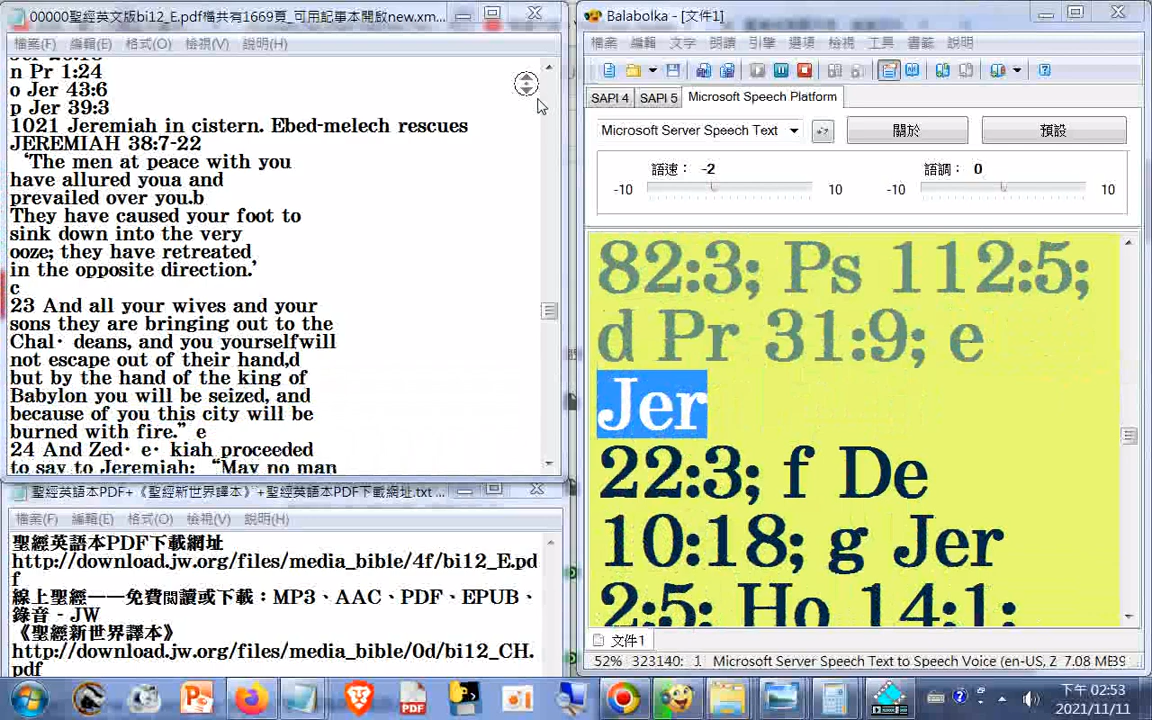 00000聖經英文版bi12_E.pdf檔共有1669頁_可用記事本開啟new.xm...
檔案(F) 編輯(E) 格式(O) 檢視(V) 說明(H)
n Pr 1:24
o Jer 43:6
p Jer 39:3
1021 Jeremiah in cistern. Ebed-melech rescues
JEREMIAH 38:7-22
‘The men at peace with you
have allured youa and
prevailed over you.b
They have caused your foot to
sink down into the very
ooze; they have retreated
in the opposite direction.’
c
23 And all your wives and your
sons they are bringing out to the
Chal· deans, and you yourselfwill
not escape out of their hand,d
but by the hand of the king of
Babylon you will be seized, and
because of you this city will be
burned with fire.” e
24 And Zed· e· kiah proceeded
to say to Jeremiah: “May no man
聖經英語本PDF+《聖經新世界譯本》+聖經英語本PDF下載網址.txt ...
檔案(F) 編輯(E) 格式(O) 檢視(V) 說明(H)
聖經英語本PDF下載網址
http://download.jw.org/files/media_bible/4f/bi12_E.pd
f
線上聖經——免費閱讀或下載：MP3、AAC、PDF、EPUB、
錄音 - JW
《聖經新世界譯本》
http://download.jw.org/files/media_bible/0d/bi12_CH.
pdf
Balabolka - [文件1]
檔案 編輯 文字 朗讀 引擎 選項 檢視 工具 書籤 說明
SAPI 4 SAPI 5 Microsoft Speech Platform
Microsoft Server Speech Text 關於 預設
語速： -2 語調： 0
-10 10 -10 10
82:3; Ps 112:5;
d Pr 31:9; e
Jer
22:3; f De
10:18; g Jer
2:5; Ho 14:1;
文件1
52% 323140: 1 Microsoft Server Speech Text to Speech Voice (en-US, Z 7.08 MB
下午 02:53
2021/11/11